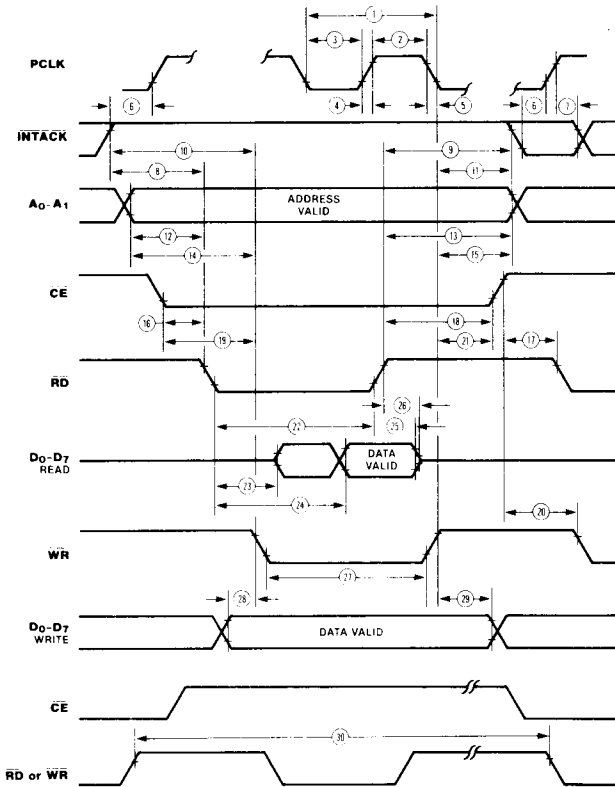 1
3
2
PCLK
4
5
6
6
7
INTACK
10
9
8
11
A0-A1
ADDRESS
VALID
12
13
14
15
CE
16
18
19
21
17
RD
26
22
25
D0-D7
READ
DATA
VALID
23
24
20
WR
27
28
29
D0-D7
WRITE
DATA VALID
CE
30
RD or WR